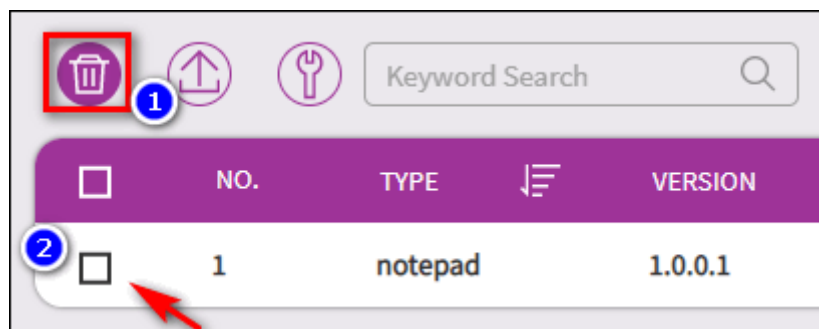 1
Keyword Search
NO. TYPE VERSION
2
1 notepad 1.0.0.1